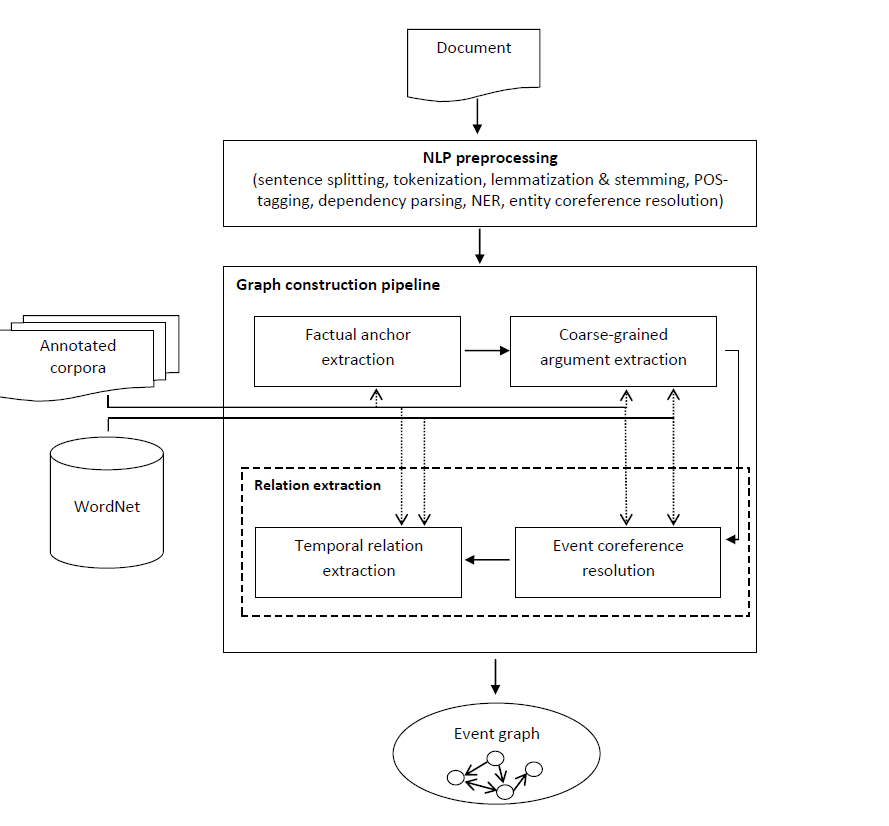 Document
NLP preprocessing
(sentence splitting, tokenization, lemmatization & stemming, POS-
tagging, dependency parsing, NER, entity coreference resolution)
Graph construction pipeline
Factual anchor
extraction
Coarse-grained
argument extraction
Annotated
corpora
WordNet
Relation extraction
Temporal relation
extraction
Event coreference
resolution
Event graph